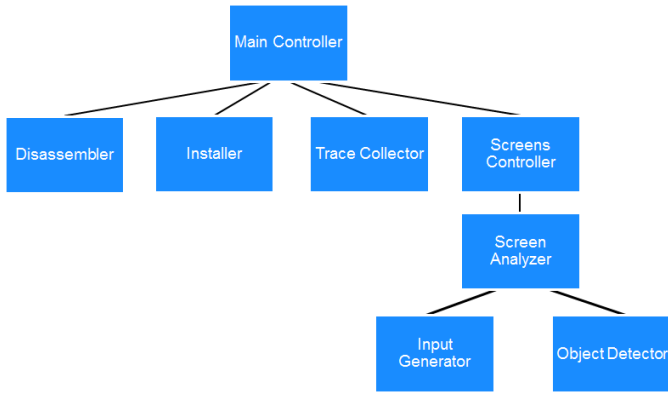 Main Controller
Disassembler
Installer
Trace Collector
Screens
Controller
Screen
Analyzer
Input
Generator
Object Detector